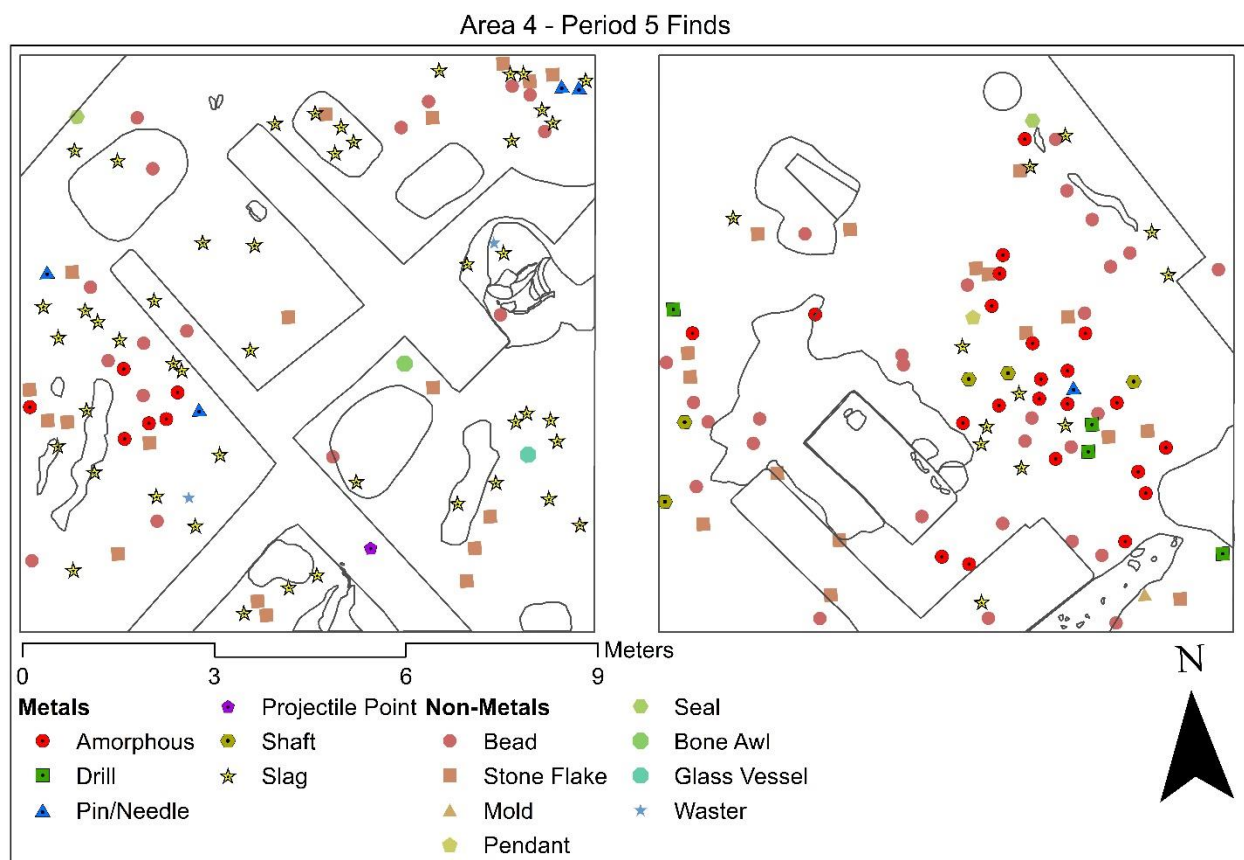 Area 4 - Period 5 Finds
Meters
0 3 6 9
N
Metals
Amorphous
Drill
Pin/Needle
Projectile Point
Shaft
Slag
Non-Metals
Bead
Stone Flake
Mold
Pendant
Seal
Bone Awl
Glass Vessel
Waster